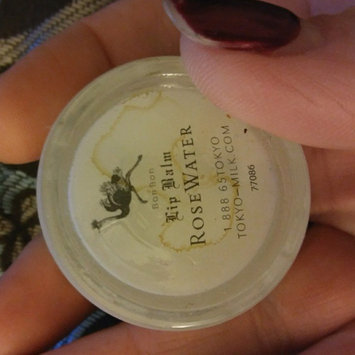 BonBon
Lip Balm
ROSEWATER
1 888 65TOKYO
TOKYO-MILK.COM
77086